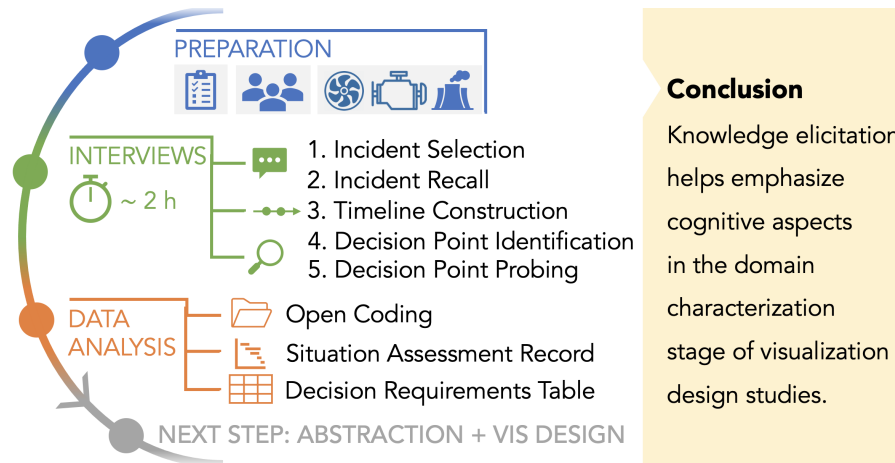 PREPARATION
INTERVIEWS
~ 2 h
1. Incident Selection
2. Incident Recall
3. Timeline Construction
4. Decision Point Identification
5. Decision Point Probing
DATA
ANALYSIS
Open Coding
Situation Assessment Record
Decision Requirements Table
NEXT STEP: ABSTRACTION + VIS DESIGN
Conclusion
Knowledge elicitation
helps emphasize
cognitive aspects
in the domain
characterization
stage of visualization
design studies.